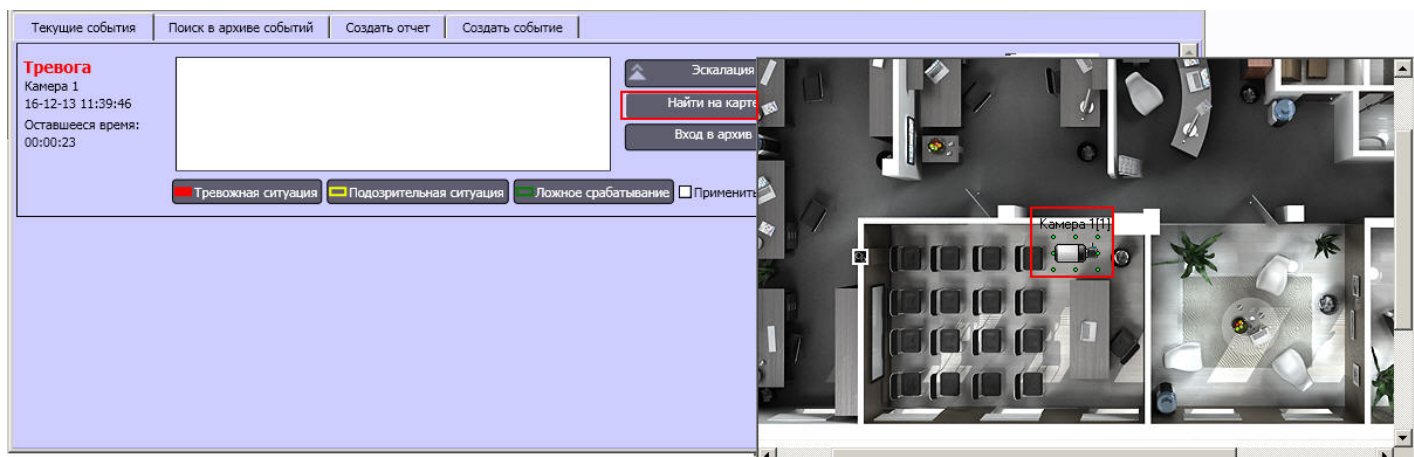 Текущие события
Поиск в архиве событий
Создать отчет
Создать событие
Тревога
Камера 1
16-12-13 11:39:46
Оставшееся время:
00:00:23
Эскалация
Найти на карте
Вход в архив
Тревожная ситуация
Подозрительная ситуация
Ложное срабатывание
Применить
Камера 1[1]